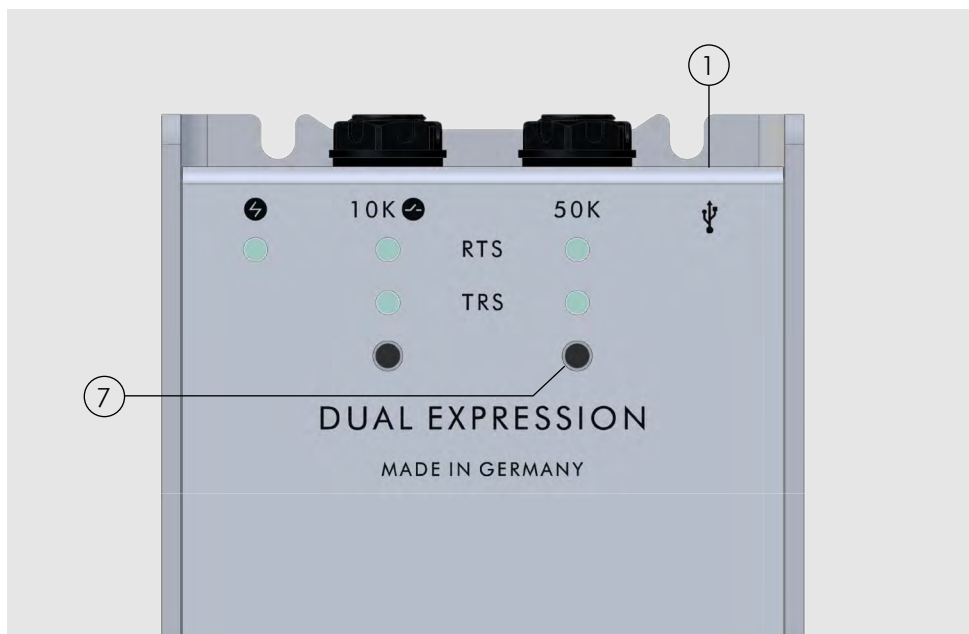 1
10K 50K
RTS
TRS
7
DUAL EXPRESSION
MADE IN GERMANY